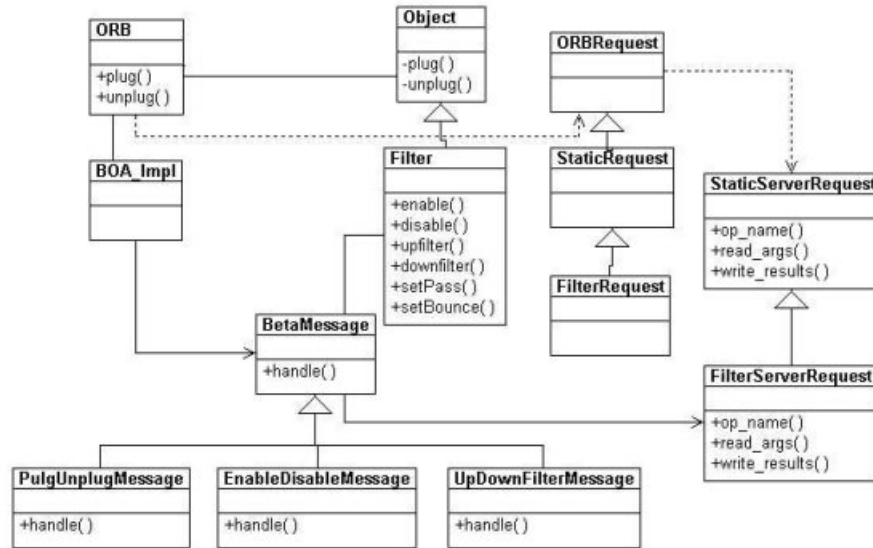 ORB
+plug( )
+unplug( )
Object
-plug( )
-unplug( )
ORBRequest
BOA_Impl
Filter
+enable( )
+disable( )
+upfilter( )
+downfilter( )
+setPass( )
+setBounce( )
StaticRequest
StaticServerRequest
+op_name( )
+read_args( )
+write_results( )
FilterRequest
BetaMessage
+handle( )
FilterServerRequest
+op_name( )
+read_args( )
+write_results( )
PulgUnplugMessage
+handle( )
EnableDisableMessage
+handle( )
UpDownFilterMessage
+handle( )